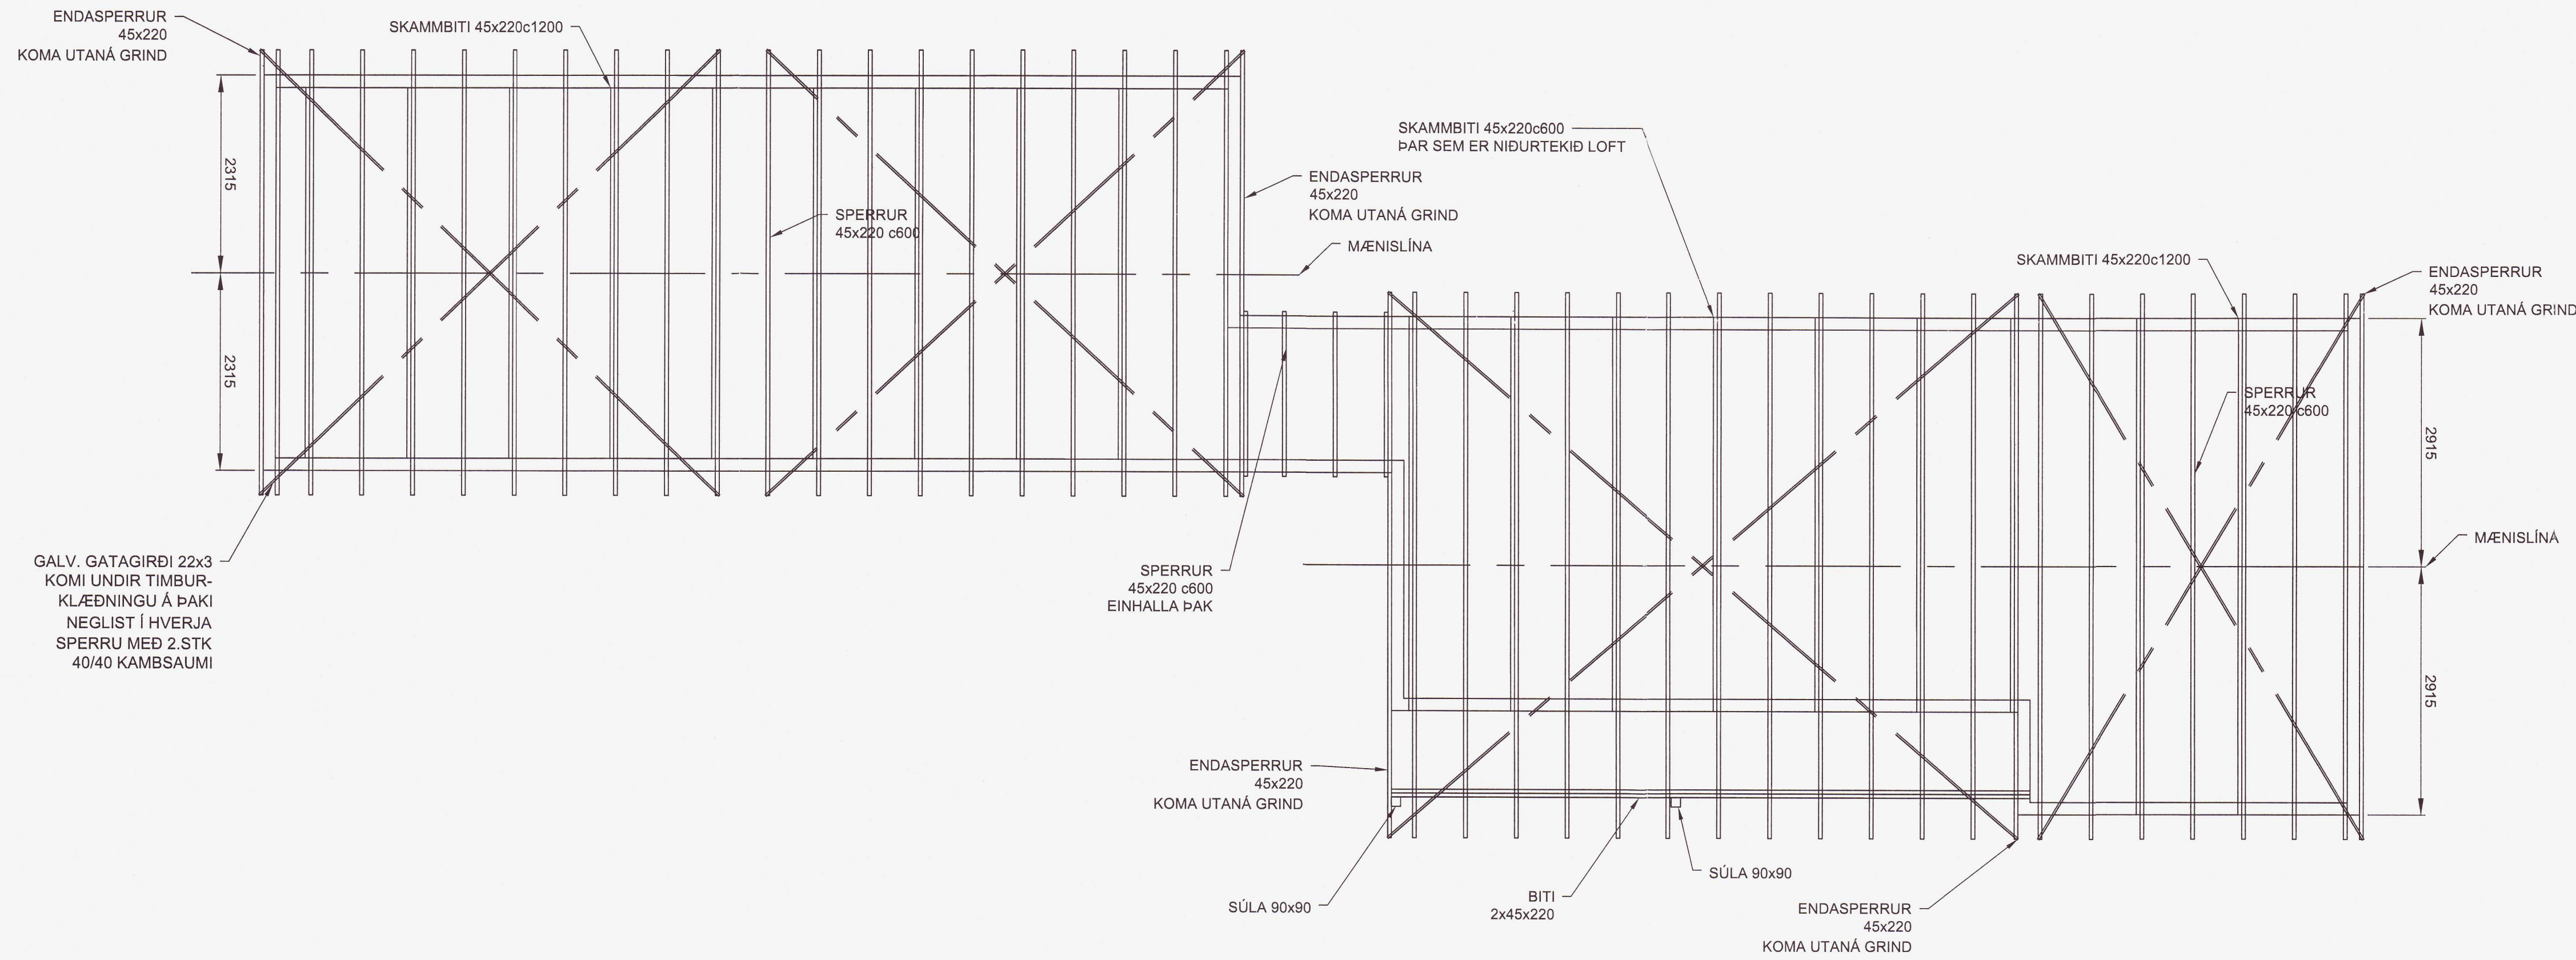 ENDASPERRUR
45x220
KOMA UTANÁ GRIND
SKAMMBITI 45x220c1200
2315
2315
SPERRUR
45x220 c600
ENDASPERRUR
45x220
KOMA UTANÁ GRIND
MÆNISLÍNA
SKAMMBITI 45x220c600
ÞAR SEM ER NIÐURTEKIÐ LOFT
SKAMMBITI 45x220c1200
ENDASPERRUR
45x220
KOMA UTANÁ GRIND
SPERRUR
45x220 c600
2915
MÆNISLÍNA
2915
GALV. GATAGIRÐI 22x3
KOMI UNDIR TIMBUR-
KLÆÐNINGU Á ÞAKI
NEGLIST Í HVERJA
SPERRU MEÐ 2.STK
40/40 KAMBSAUMI
SPERRUR
45x220 c600
EINHALLA ÞAK
ENDASPERRUR
45x220
KOMA UTANÁ GRIND
SÚLA 90x90
BITI
2x45x220
SÚLA 90x90
ENDASPERRUR
45x220
KOMA UTANÁ GRIND